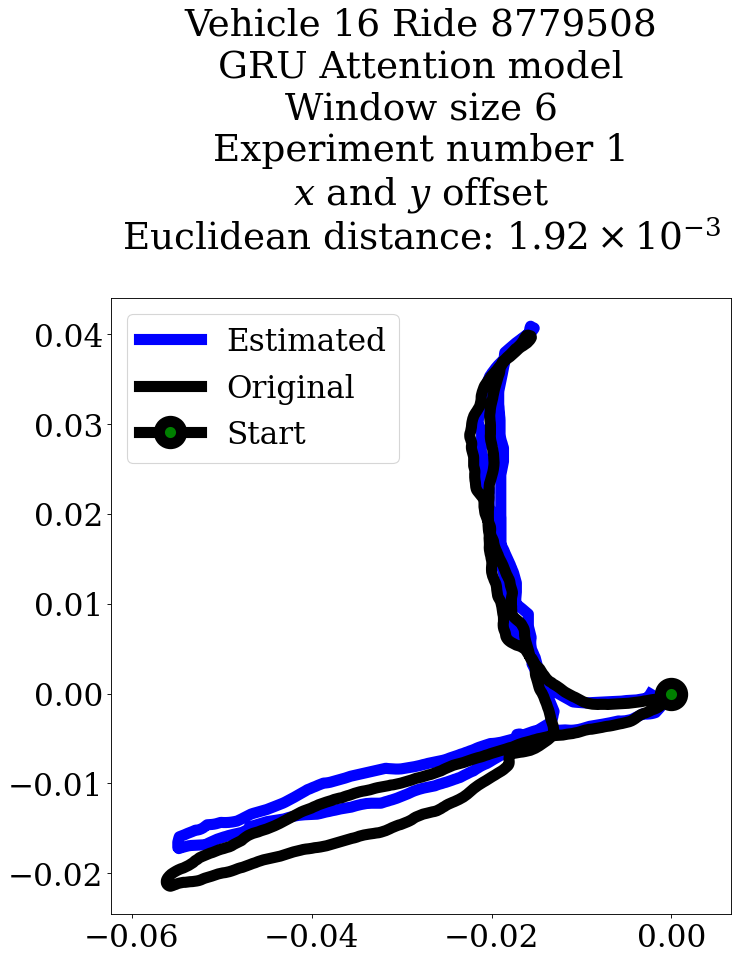 Vehicle 16 Ride 8779508
GRU Attention model
Window size 6
Experiment number 1
x and y offset
Euclidean distance: 1.92 × 10⁻³
Estimated
Original
Start
0.04
0.03
0.02
0.01
0.00
−0.01
−0.02
−0.06
−0.04
−0.02
0.00